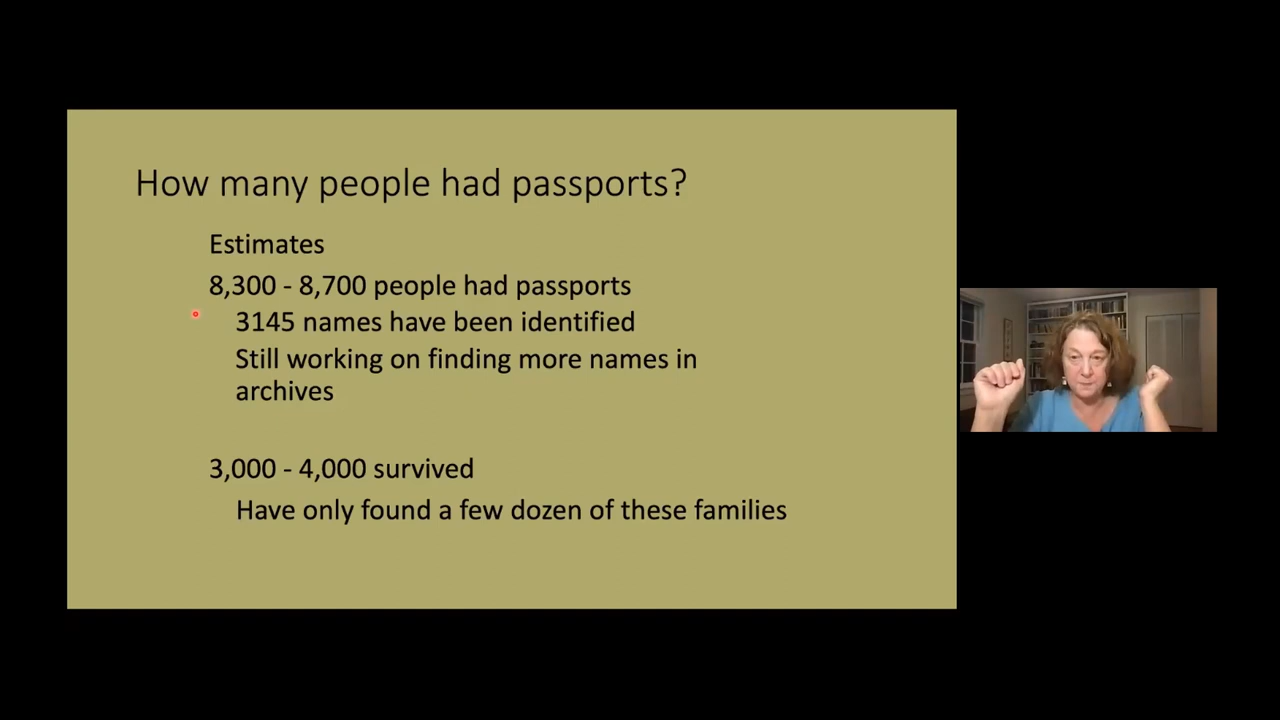 How many people had passports?
Estimates
8,300 - 8,700 people had passports
3145 names have been identified
Still working on finding more names in
archives
3,000 - 4,000 survived
Have only found a few dozen of these families